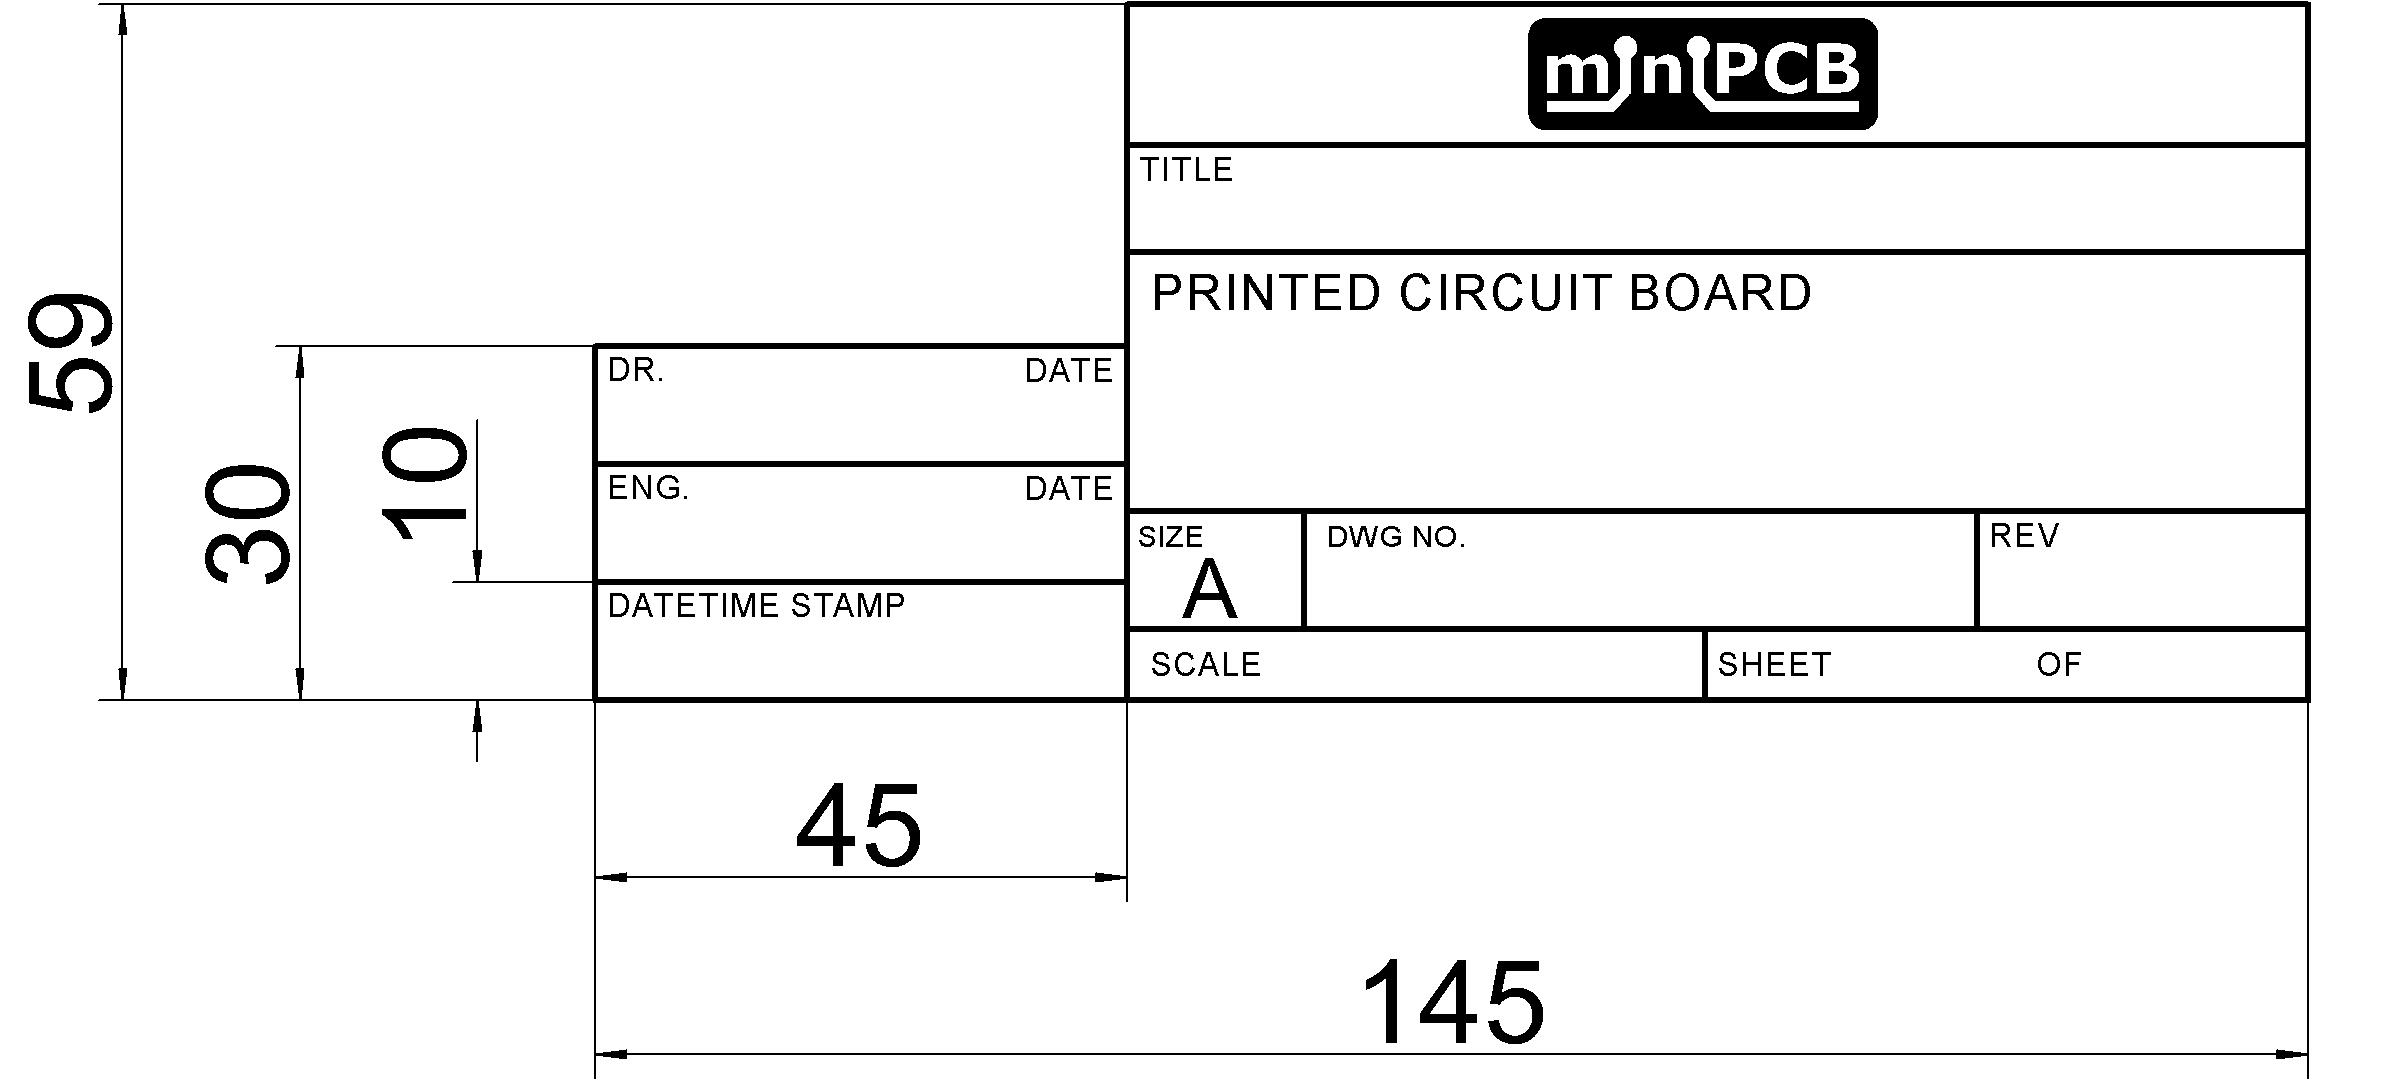 miniPCB
TITLE
PRINTED CIRCUIT BOARD
59
30
10
DR. DATE
ENG. DATE
DATETIME STAMP
SIZE
A
DWG NO.
REV
SCALE
SHEET OF
45
145